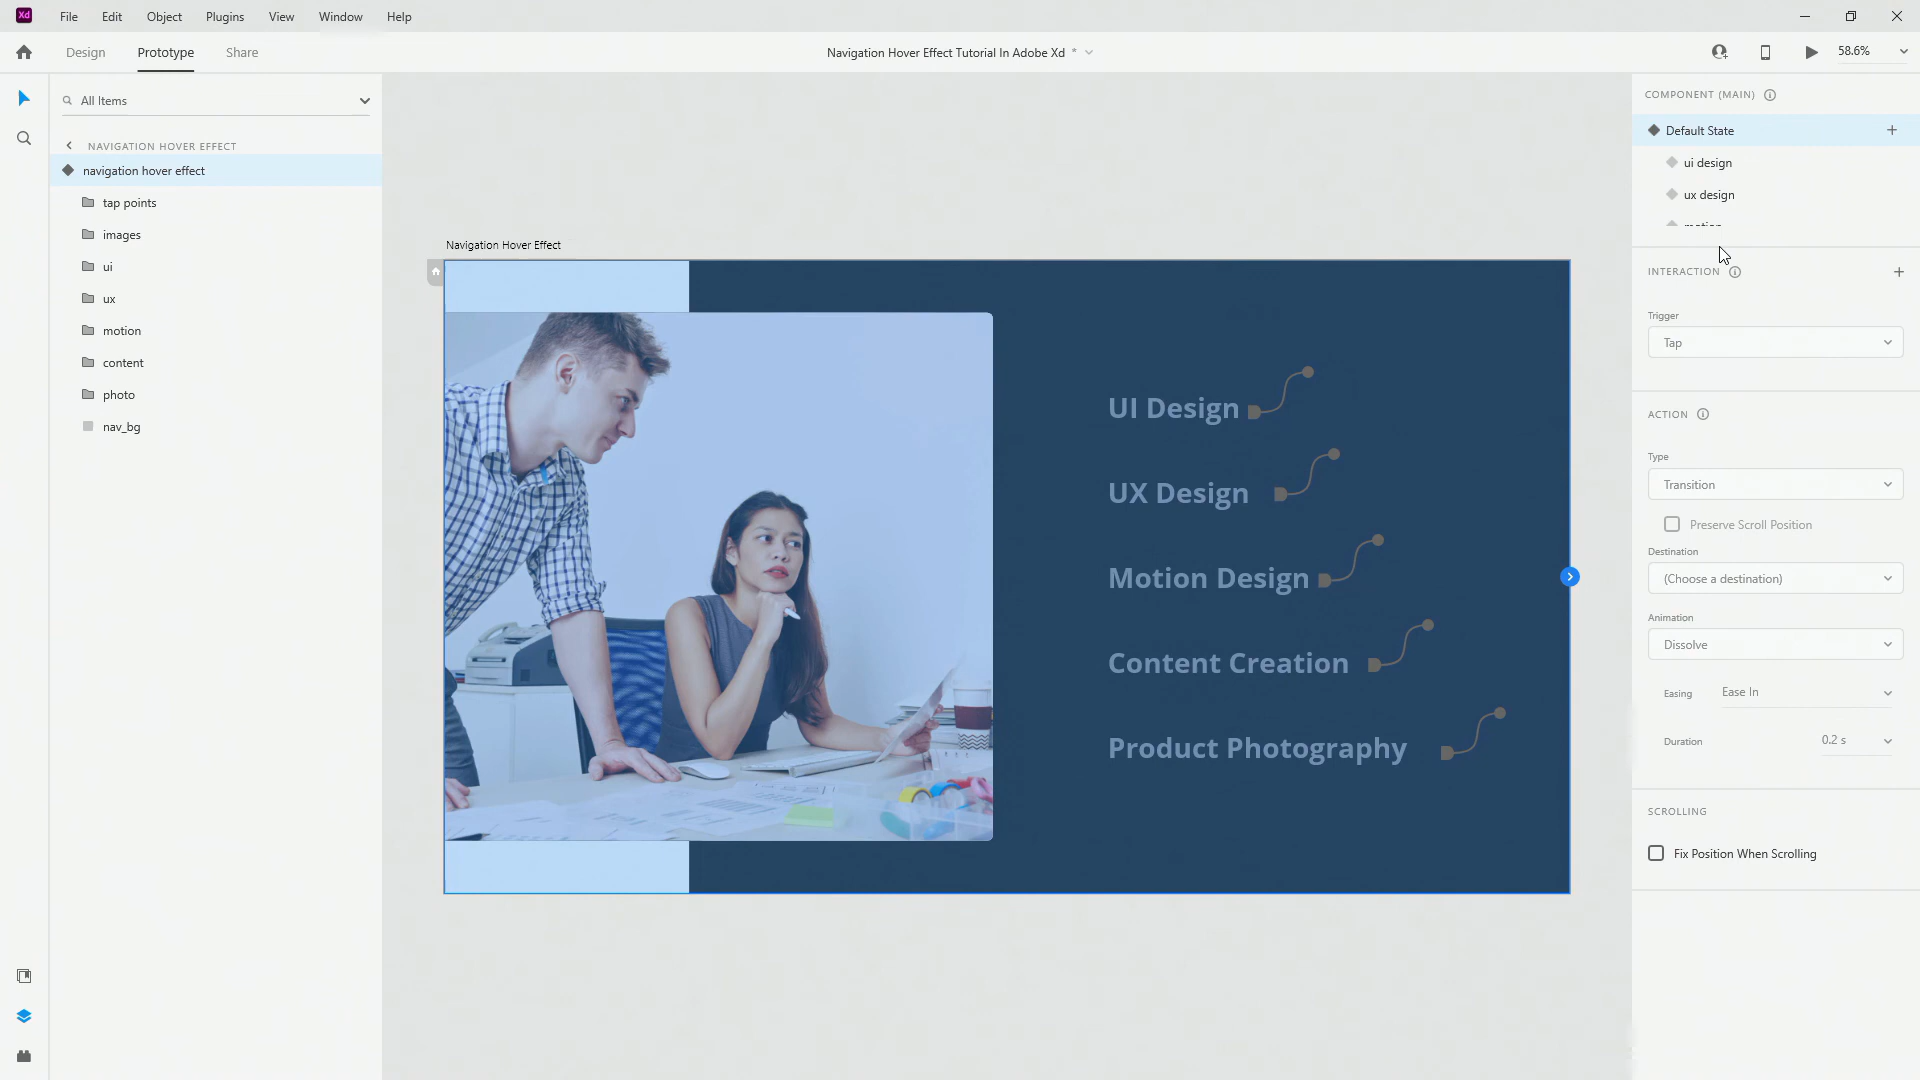 Xd File Edit Object Plugins View Window Help
Design Prototype Share
Navigation Hover Effect Tutorial In Adobe Xd *
58.6%
All Items
NAVIGATION HOVER EFFECT
navigation hover effect
tap points
images
ui
ux
motion
content
photo
nav_bg
Navigation Hover Effect
UI Design
UX Design
Motion Design
Content Creation
Product Photography
COMPONENT (MAIN)
Default State
ui design
ux design
motion
INTERACTION
Trigger
Tap
ACTION
Type
Transition
Preserve Scroll Position
Destination
(Choose a destination)
Animation
Dissolve
Easing Ease In
Duration 0.2 s
SCROLLING
Fix Position When Scrolling